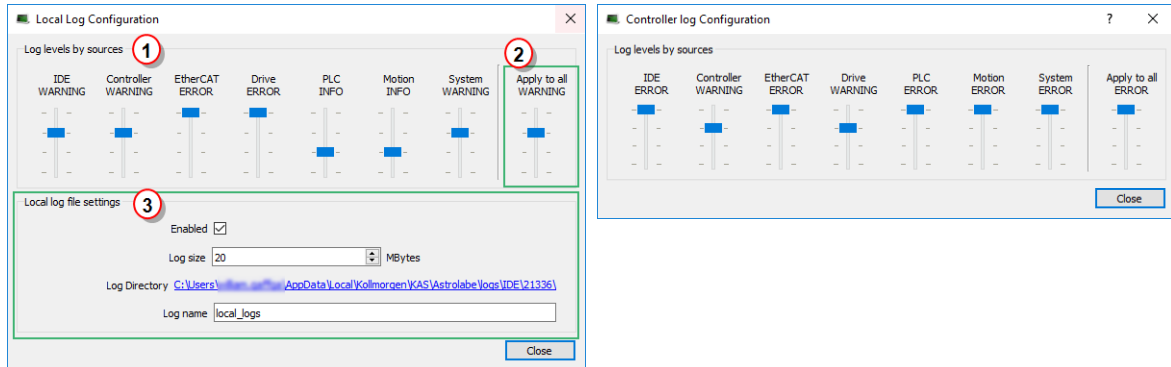 Local Log Configuration
Log levels by sources
1
2
IDE Controller EtherCAT Drive PLC Motion System Apply to all
WARNING WARNING ERROR ERROR INFO INFO WARNING WARNING
Local log file settings
3
Enabled
Log size 20 MBytes
Log Directory C:\Users\ \AppData\Local\Kollmorgen\KAS\Astrolabe\logs\IDE\21336\
Log name local_logs
Close
Controller log Configuration ?
Log levels by sources
IDE Controller EtherCAT Drive PLC Motion System Apply to all
ERROR WARNING ERROR WARNING ERROR ERROR ERROR ERROR
Close